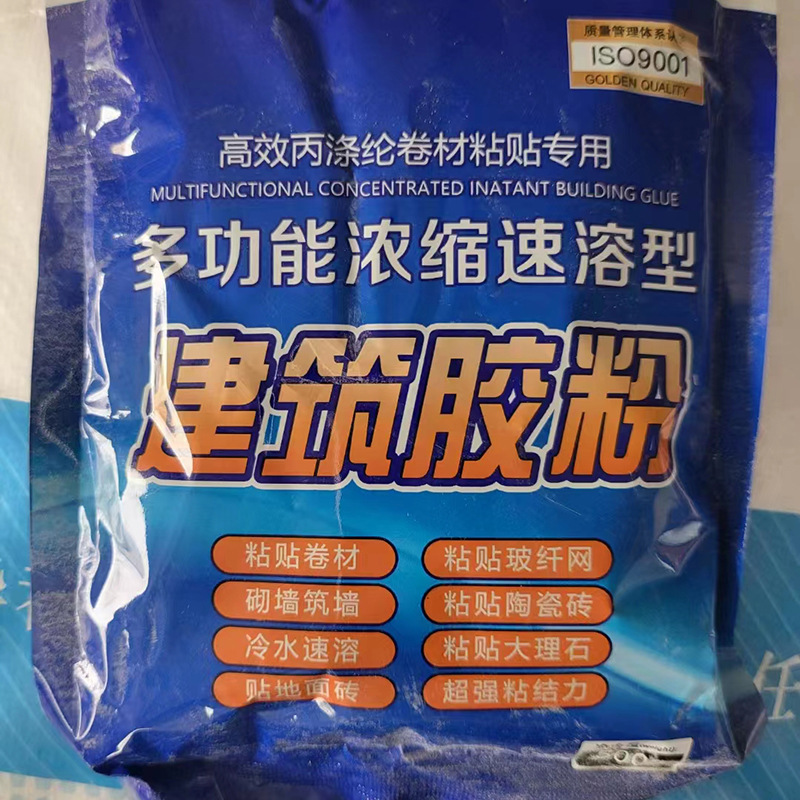 质量管理体系认
ISO9001
GOLDEN QUALITY
高效丙涤纶卷材粘贴专用
MULTIFUNCTIONAL CONCENTRATED INATANT BUILDING GLUE
多功能浓缩速溶型
建筑胶粉
粘贴卷材
粘贴玻纤网
砌墙筑墙
粘贴陶瓷砖
冷水速溶
粘贴大理石
贴地面砖
超强粘结力
任